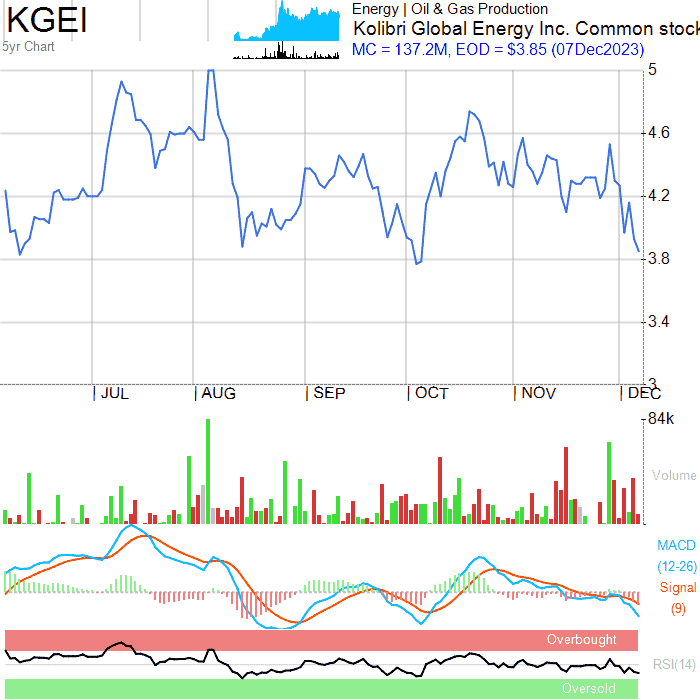 KGEI
5yr Chart
Energy | Oil & Gas Production
Kolibri Global Energy Inc. Common stock
MC = 137.2M, EOD = $3.85 (07Dec2023)
5
4.6
4.2
3.8
3.4
3
JUL AUG SEP OCT NOV DEC
84k
Volume
MACD
(12-26)
Signal
(9)
Overbought
RSI(14)
Oversold